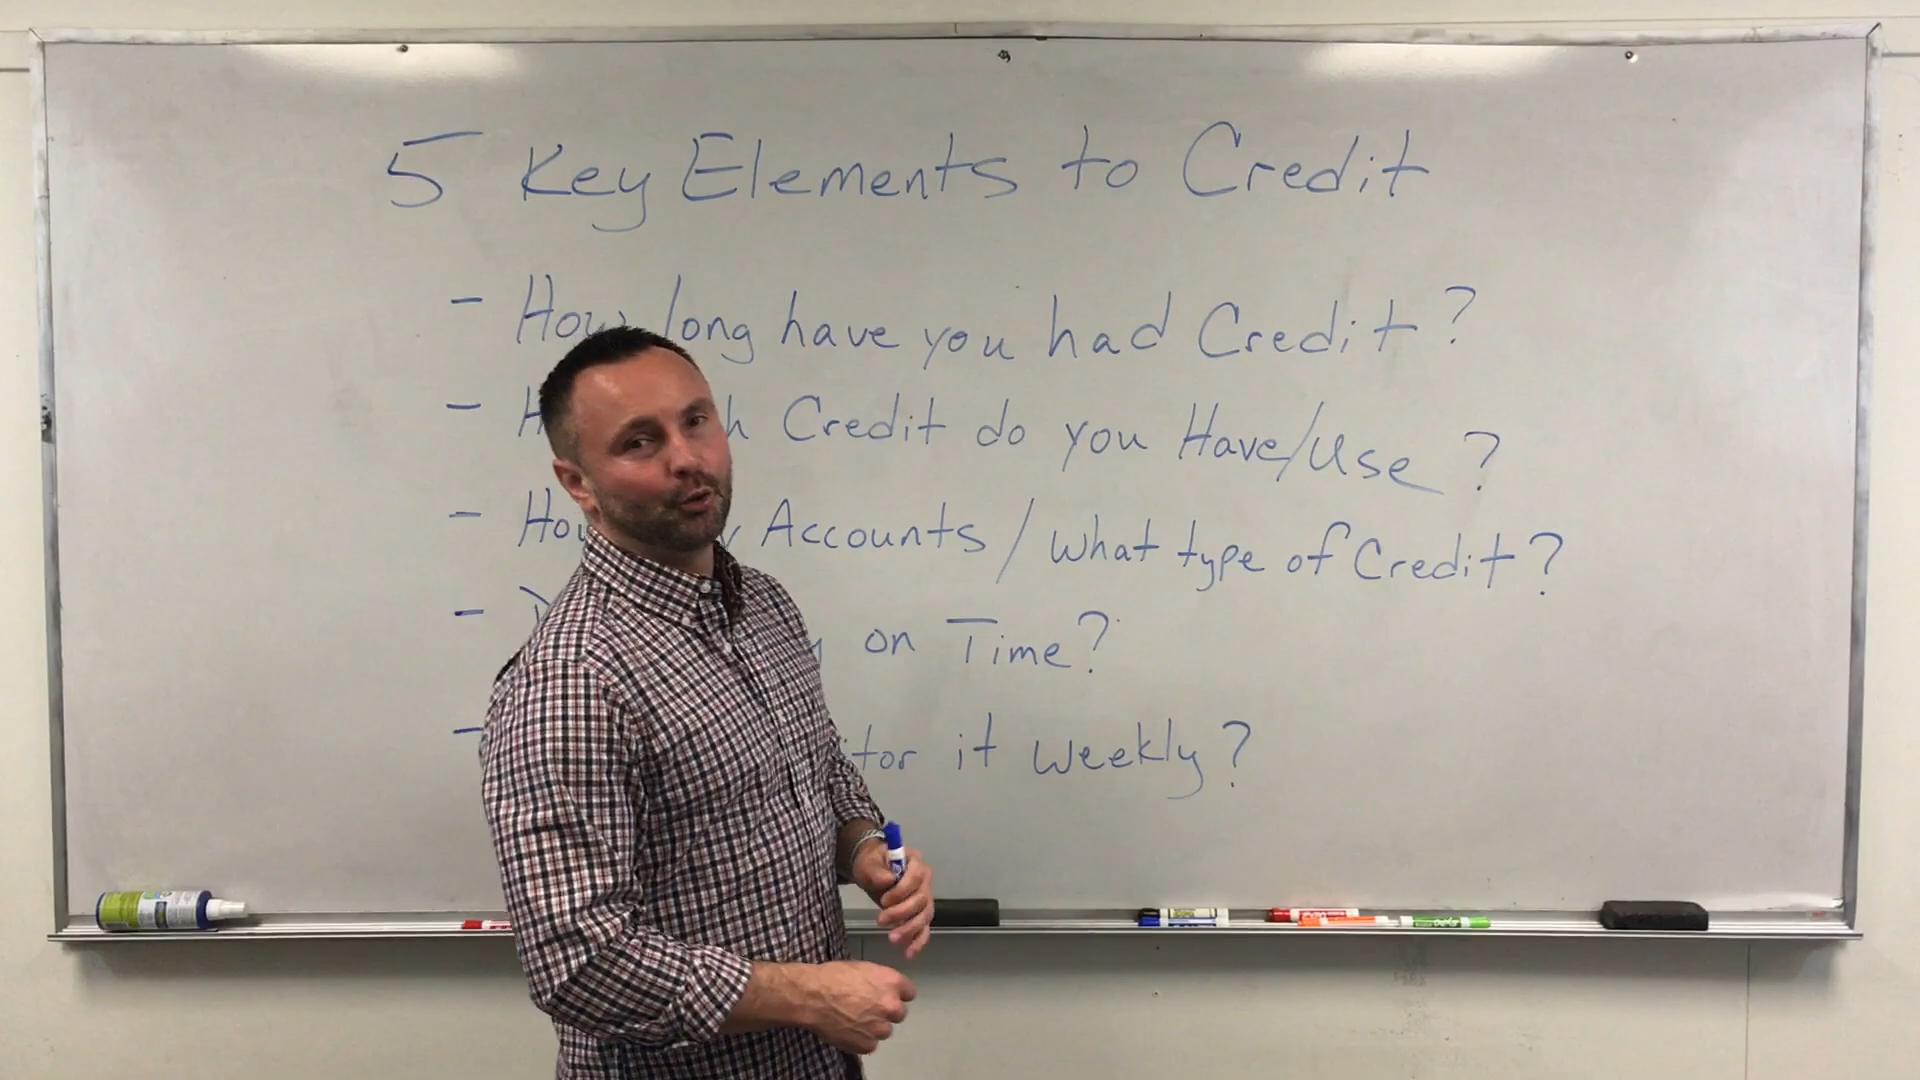 5 Key Elements to Credit
- How long have you had Credit?
- Credit do you Have/Use?
- Accounts / What type of Credit?
- on Time?
- it weekly?